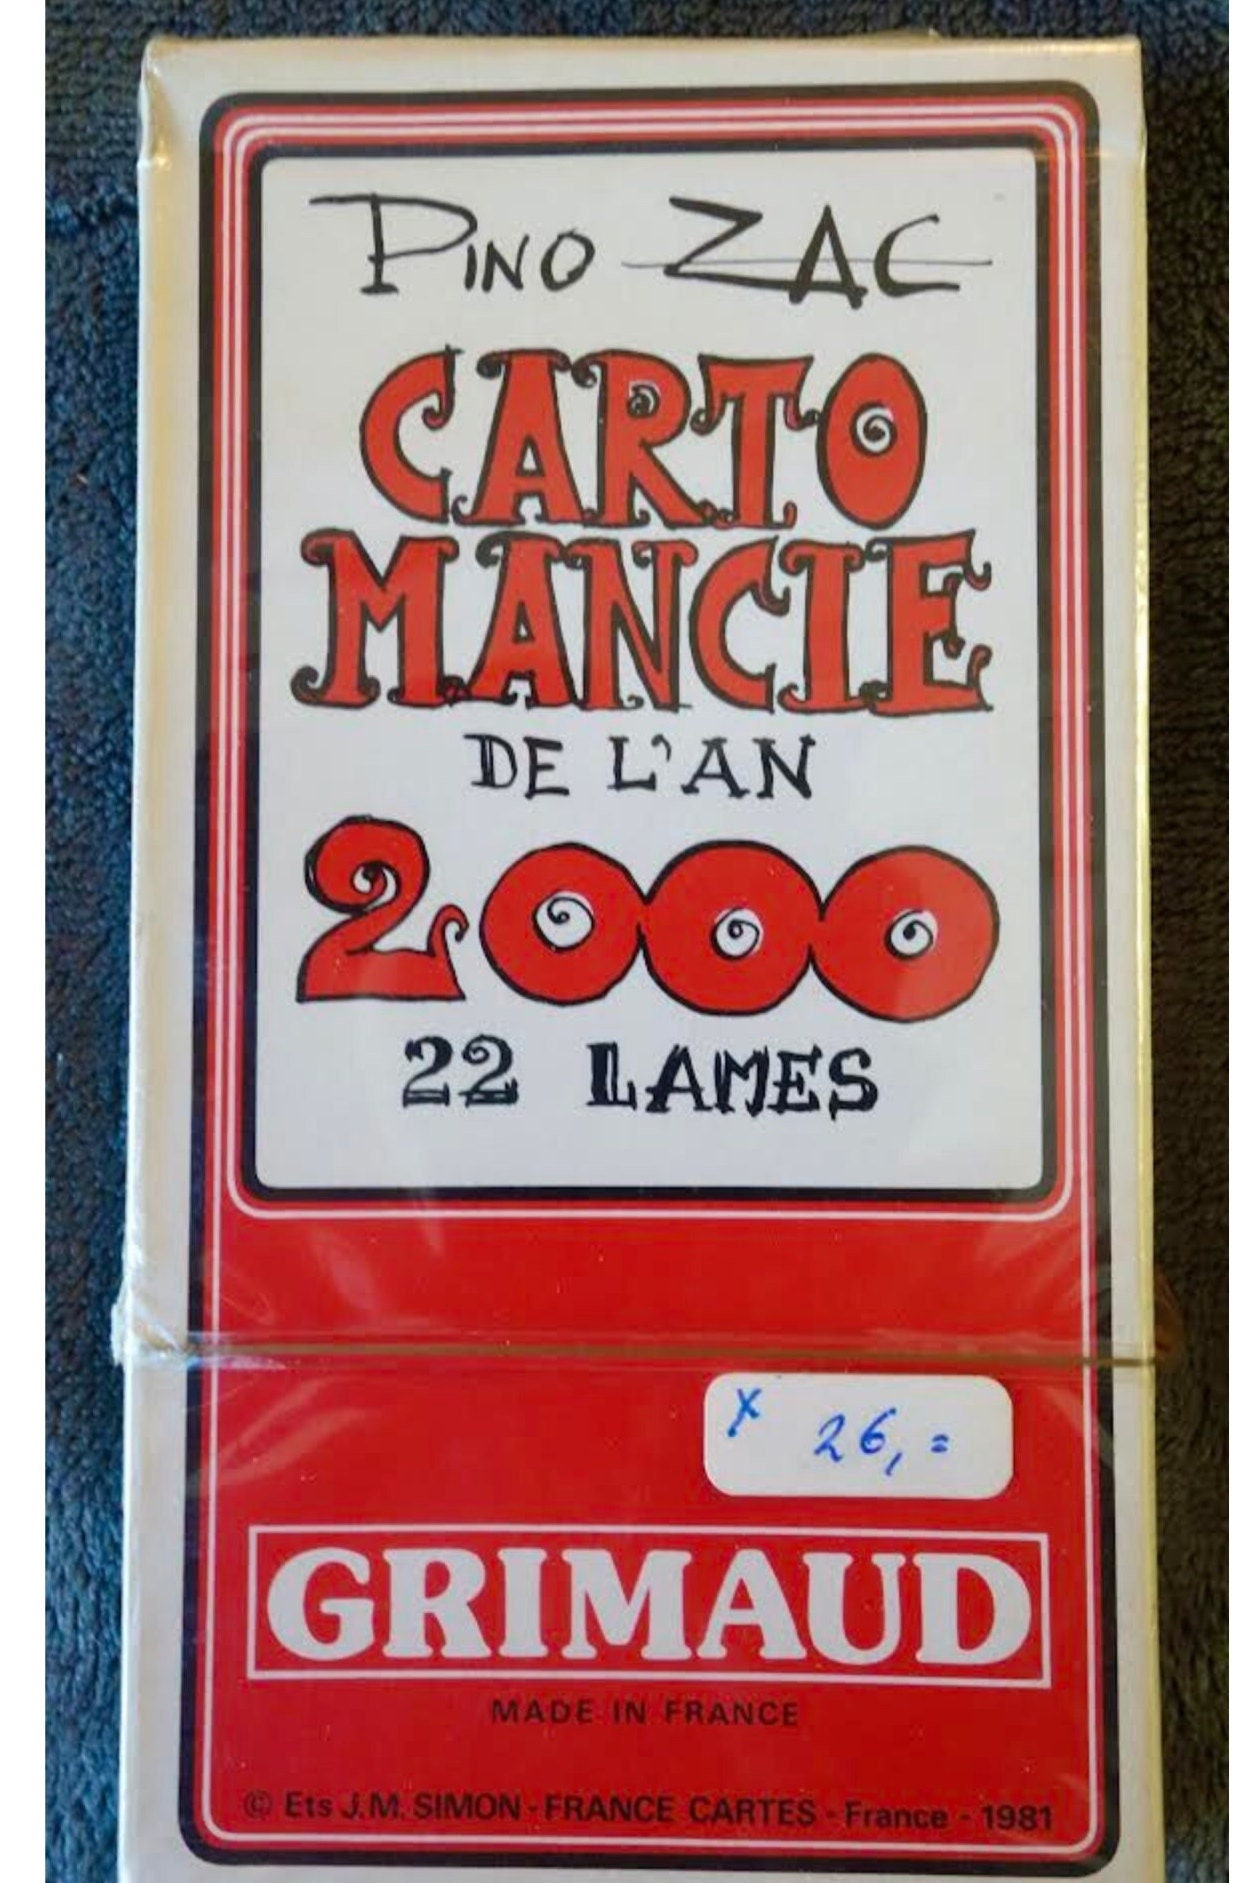 PINO ZAC
CARTO
MANCIE
DE L'AN
2000
22 LAMES
x 26,=
GRIMAUD
MADE IN FRANCE
© Ets J.M. SIMON - FRANCE CARTES - France - 1981